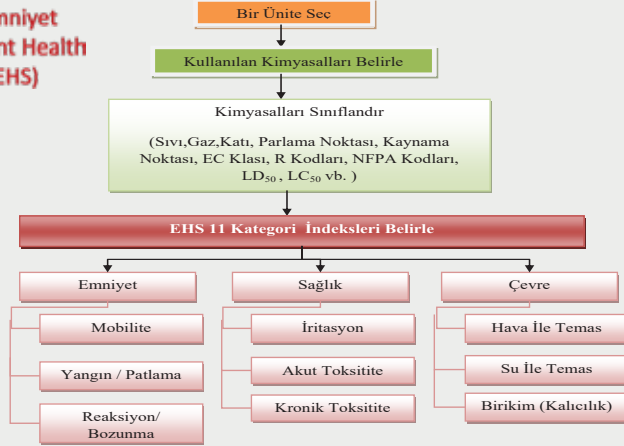 mniyet
nt Health
EHS)
Bir Ünite Seç
Kullanılan Kimyasalları Belirle
Kimyasalları Sınıflandır
(Sıvı,Gaz,Katı, Parlama Noktası, Kaynama
Noktası, EC Klası, R Kodları, NFPA Kodları,
LD50 , LC50 vb. )
EHS 11 Kategori İndeksleri Belirle
Emniyet
Mobilite
Yangın / Patlama
Reaksiyon/
Bozunma
Sağlık
İritasyon
Akut Toksitite
Kronik Toksitite
Çevre
Hava İle Temas
Su İle Temas
Birikim (Kalıcılık)